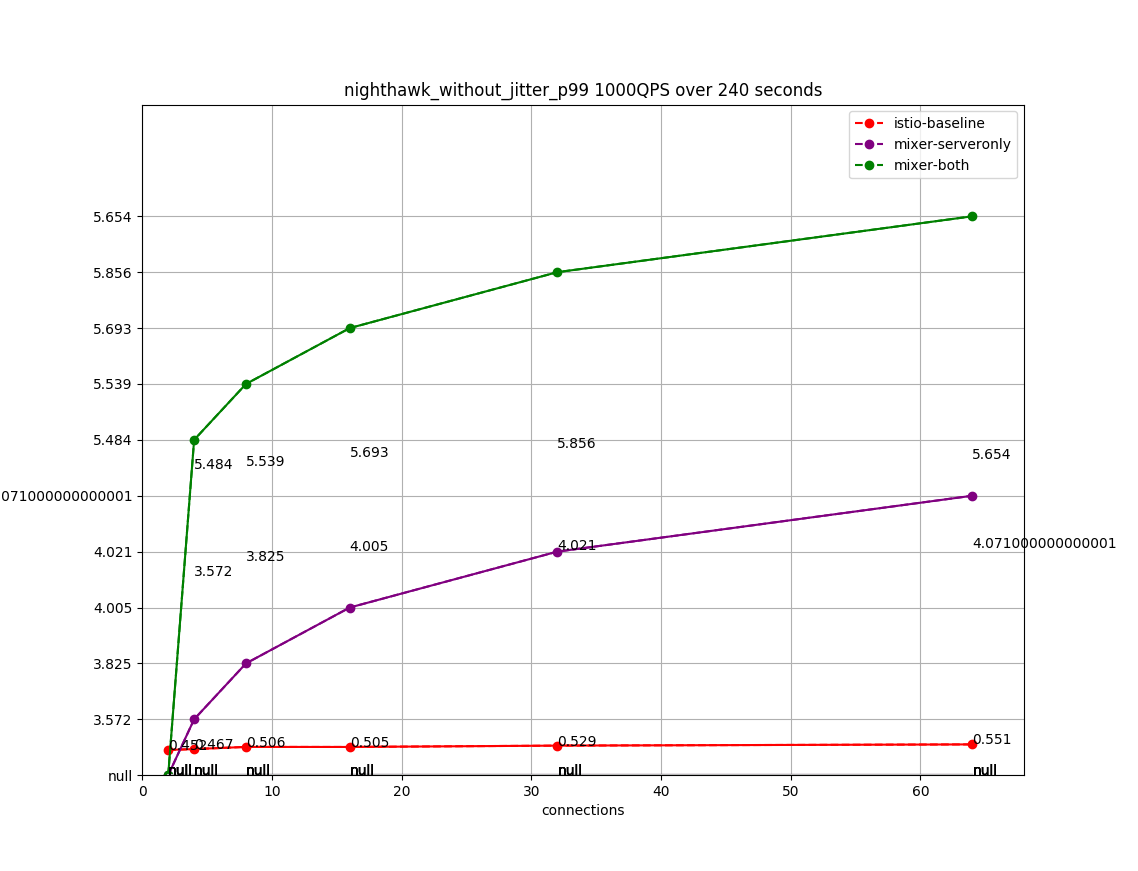 nighthawk_without_jitter_p99 1000QPS over 240 seconds
istio-baseline
mixer-serveronly
mixer-both
5.654
5.856
5.693
5.539
5.484
071000000000001
4.021
4.005
3.825
3.572
null
5.484
5.539
5.693
5.856
5.654
3.572
3.825
4.005
4.021
4.071000000000001
0.452
0.467
0.506
0.505
0.529
0.551
null
null
null
null
null
null
0
10
20
30
40
50
60
connections